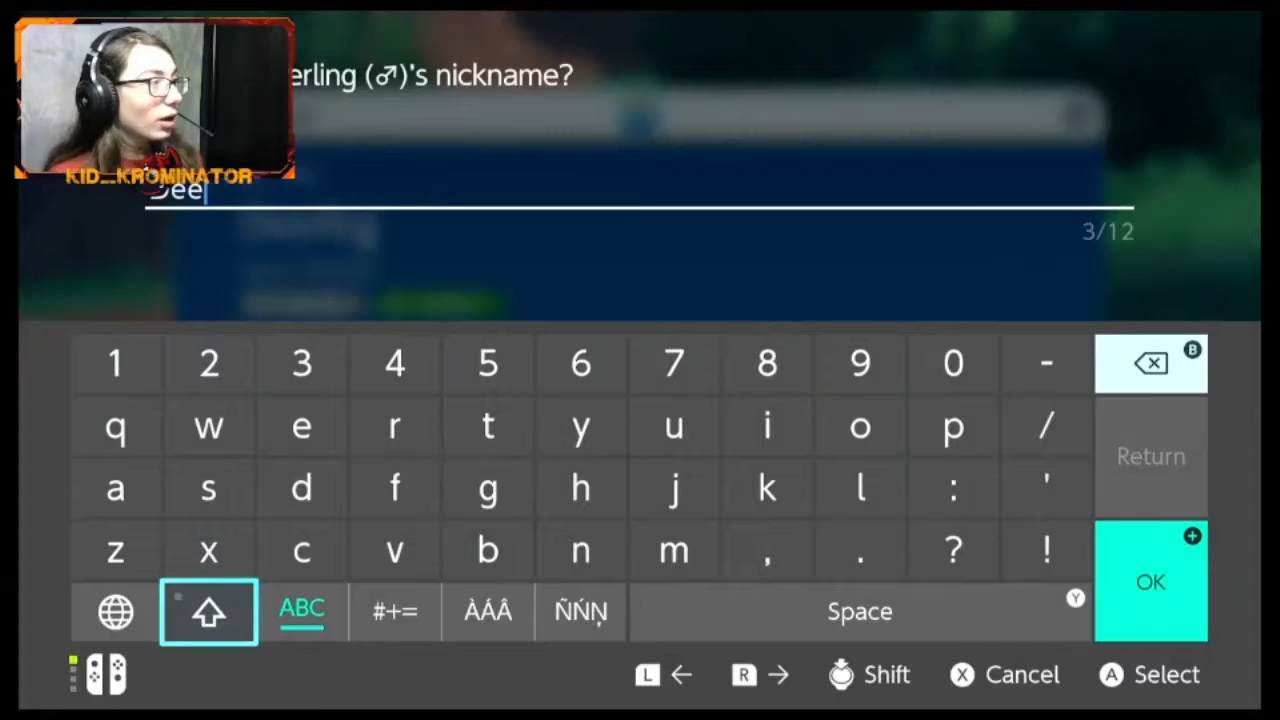 erling (♂)'s nickname?
KID_KROMINATOR
Dee
3/12
1 2 3 4 5 6 7 8 9 0 -
q w e r t y u i o p /
Return
a s d f g h j k l : '
z x c v b n m , . ? !
OK
ABC #+= ÀÁÂ ÑŃŅ Space
L ← R → Shift X Cancel A Select
B
+
Y